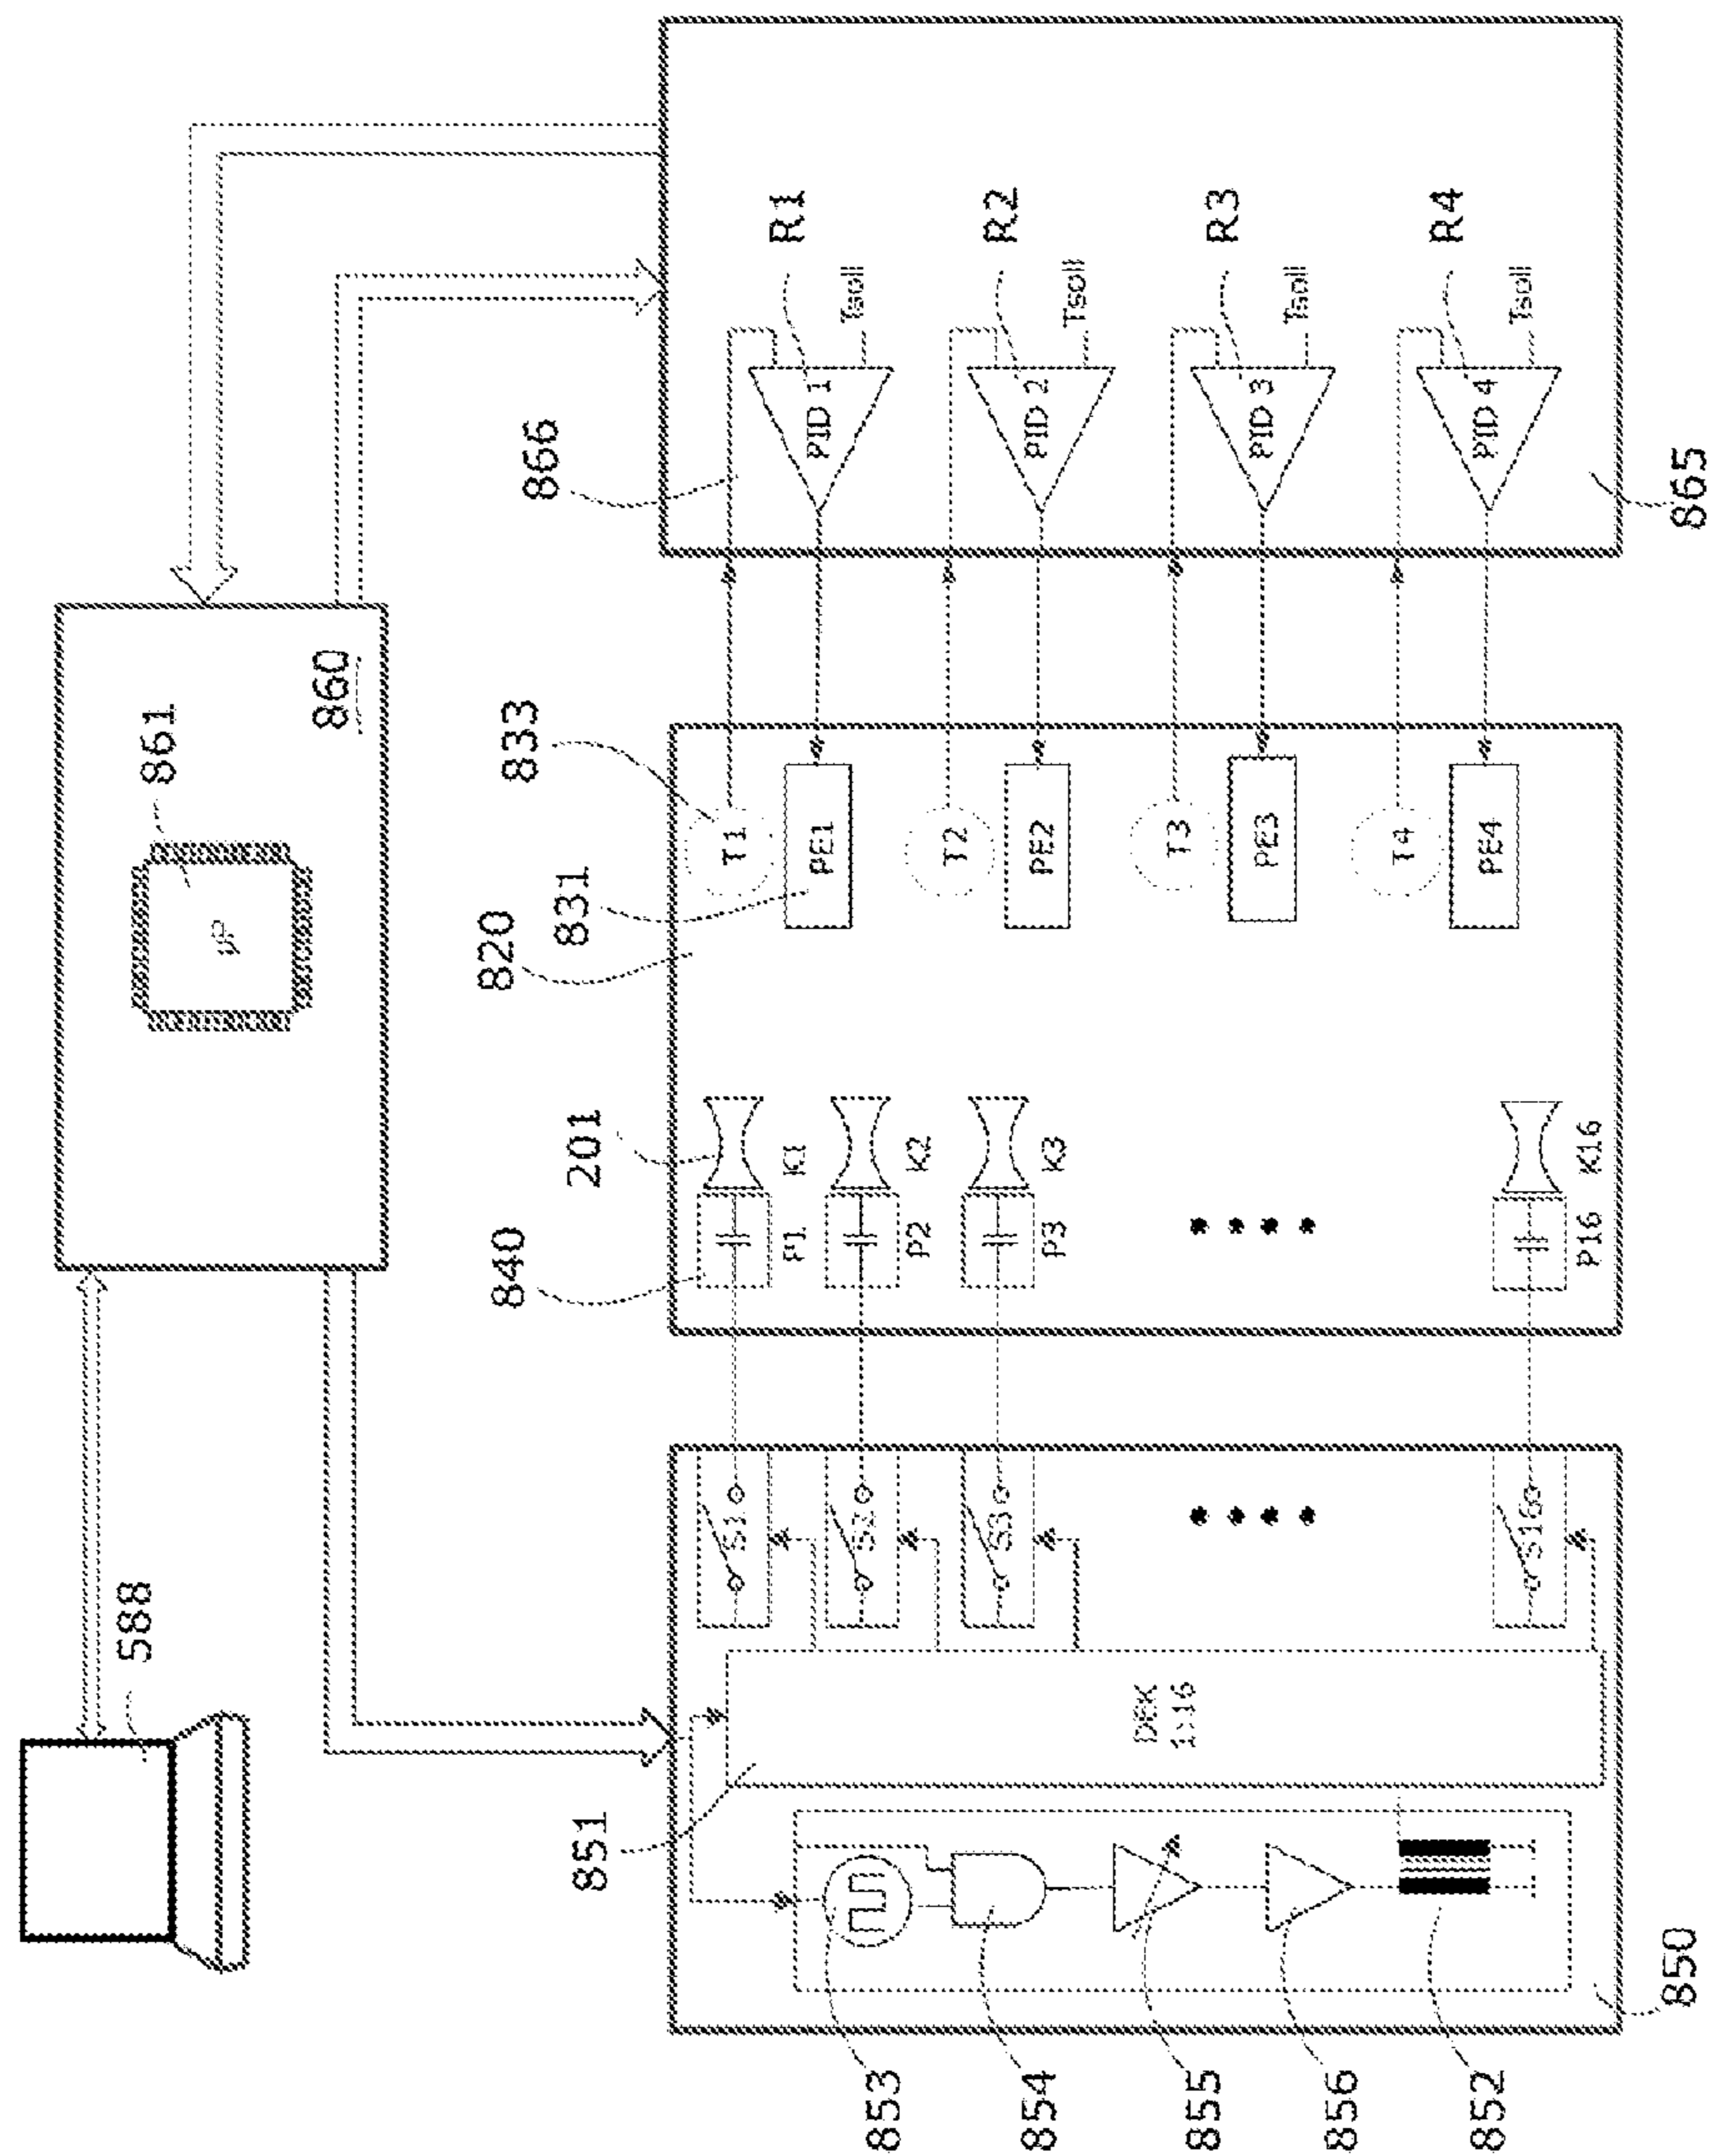 588
861
µP
860
851
853
854
855
856
852
850
DEK
1:16
S1
S2
S3
S16
840
201
820
831
833
P1
K1
P2
K2
P3
K3
P16
K16
T1
PE1
T2
PE2
T3
PE3
T4
PE4
866
865
PID 1
R1
Tsoll
PID 2
R2
Tsoll
PID 3
R3
Tsoll
PID 4
R4
Tsoll